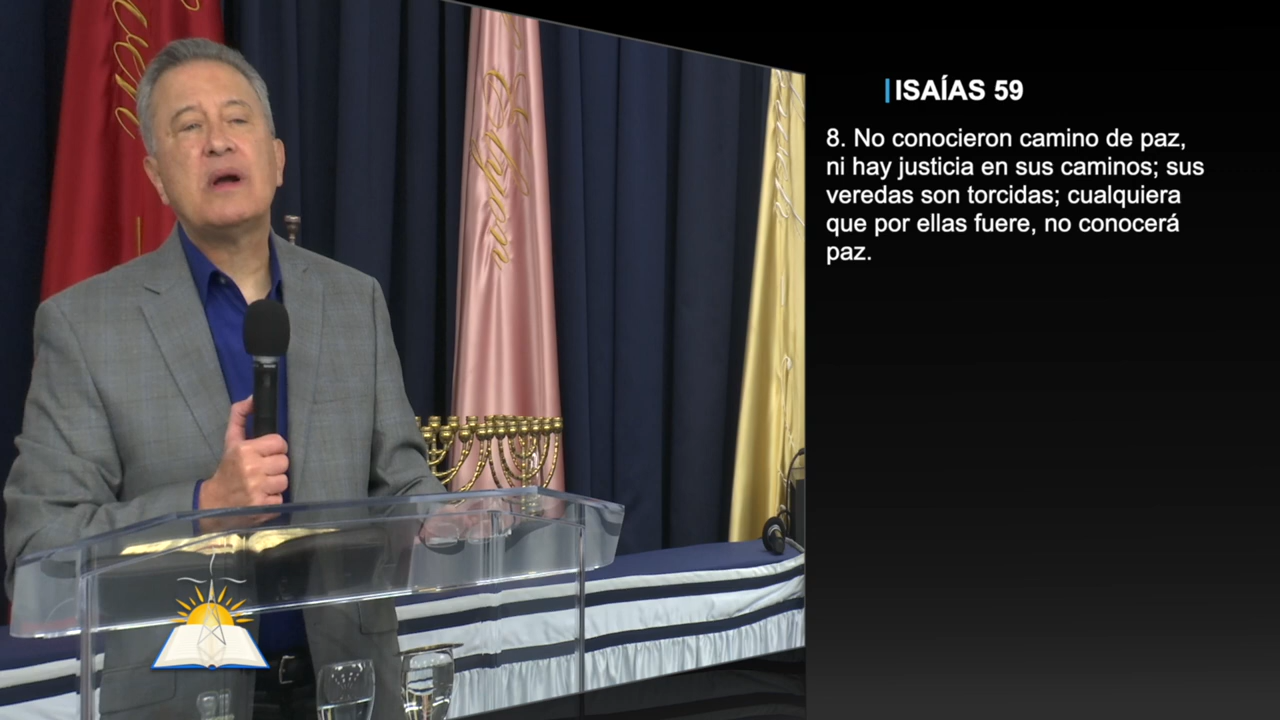 ISAÍAS 59
8. No conocieron camino de paz,
ni hay justicia en sus caminos; sus
veredas son torcidas; cualquiera
que por ellas fuere, no conocerá
paz.